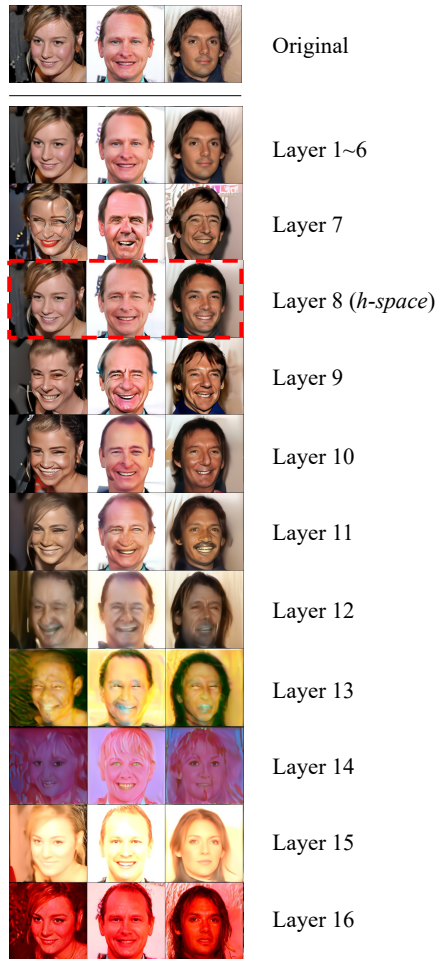 Original
Layer 1~6
Layer 7
Layer 8 (h-space)
Layer 9
Layer 10
Layer 11
Layer 12
Layer 13
Layer 14
Layer 15
Layer 16